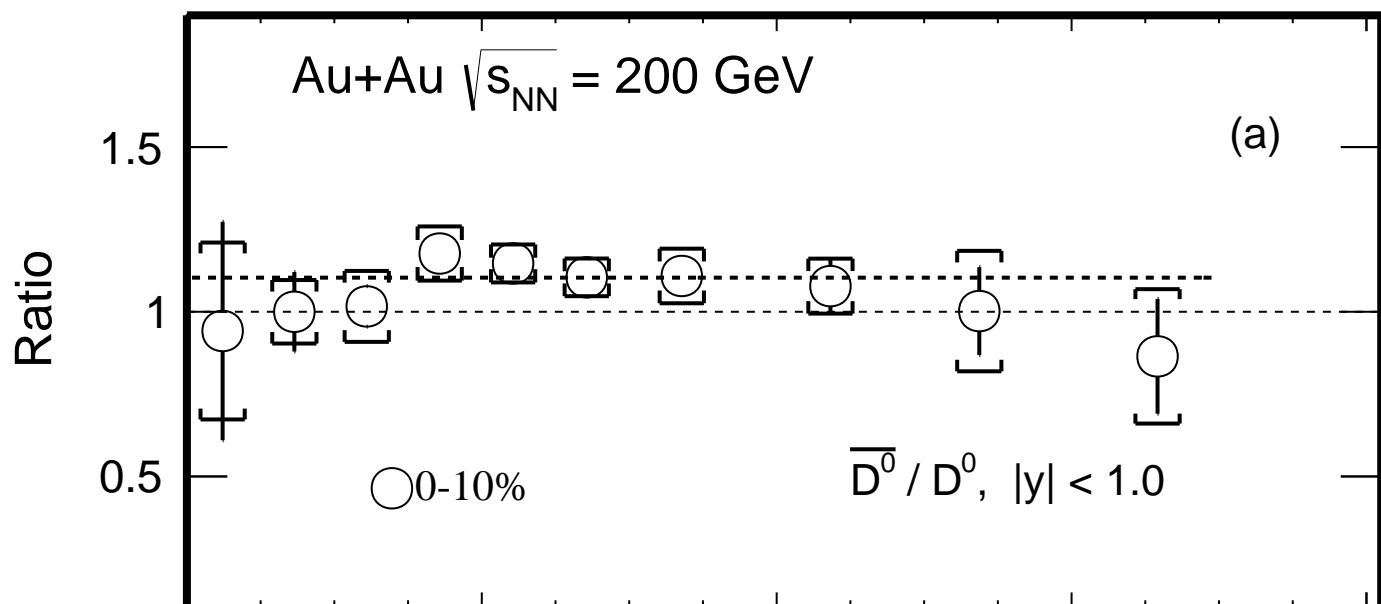 Au+Au √s_NN = 200 GeV
(a)
1.5
1
0.5
Ratio
0-10%
D̅⁰ / D⁰, |y| < 1.0